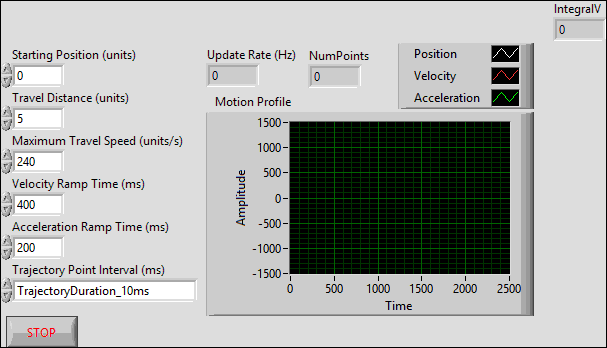 IntegralV
0
Starting Position (units)
0
Travel Distance (units)
5
Maximum Travel Speed (units/s)
240
Velocity Ramp Time (ms)
400
Acceleration Ramp Time (ms)
200
Trajectory Point Interval (ms)
TrajectoryDuration_10ms
STOP
Update Rate (Hz)
0
NumPoints
0
Position
Velocity
Acceleration
Motion Profile
Amplitude
1500
1000
500
0
-500
-1000
-1500
0 500 1000 1500 2000 2500
Time